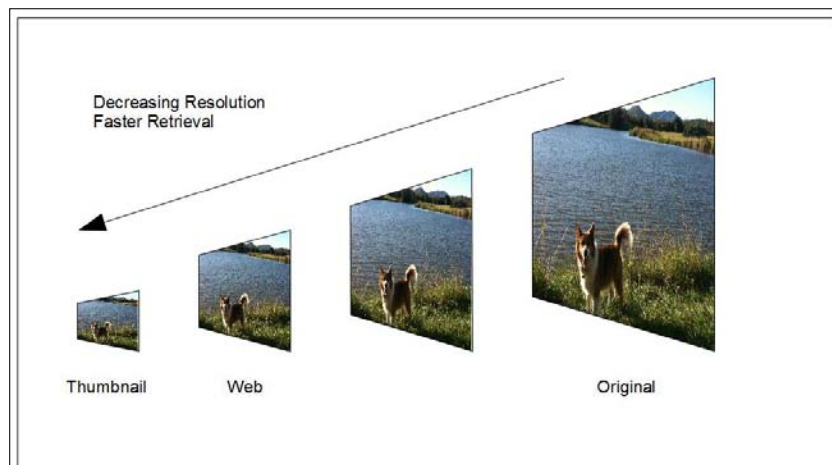 Decreasing Resolution
Faster Retrieval
Thumbnail
Web
Original